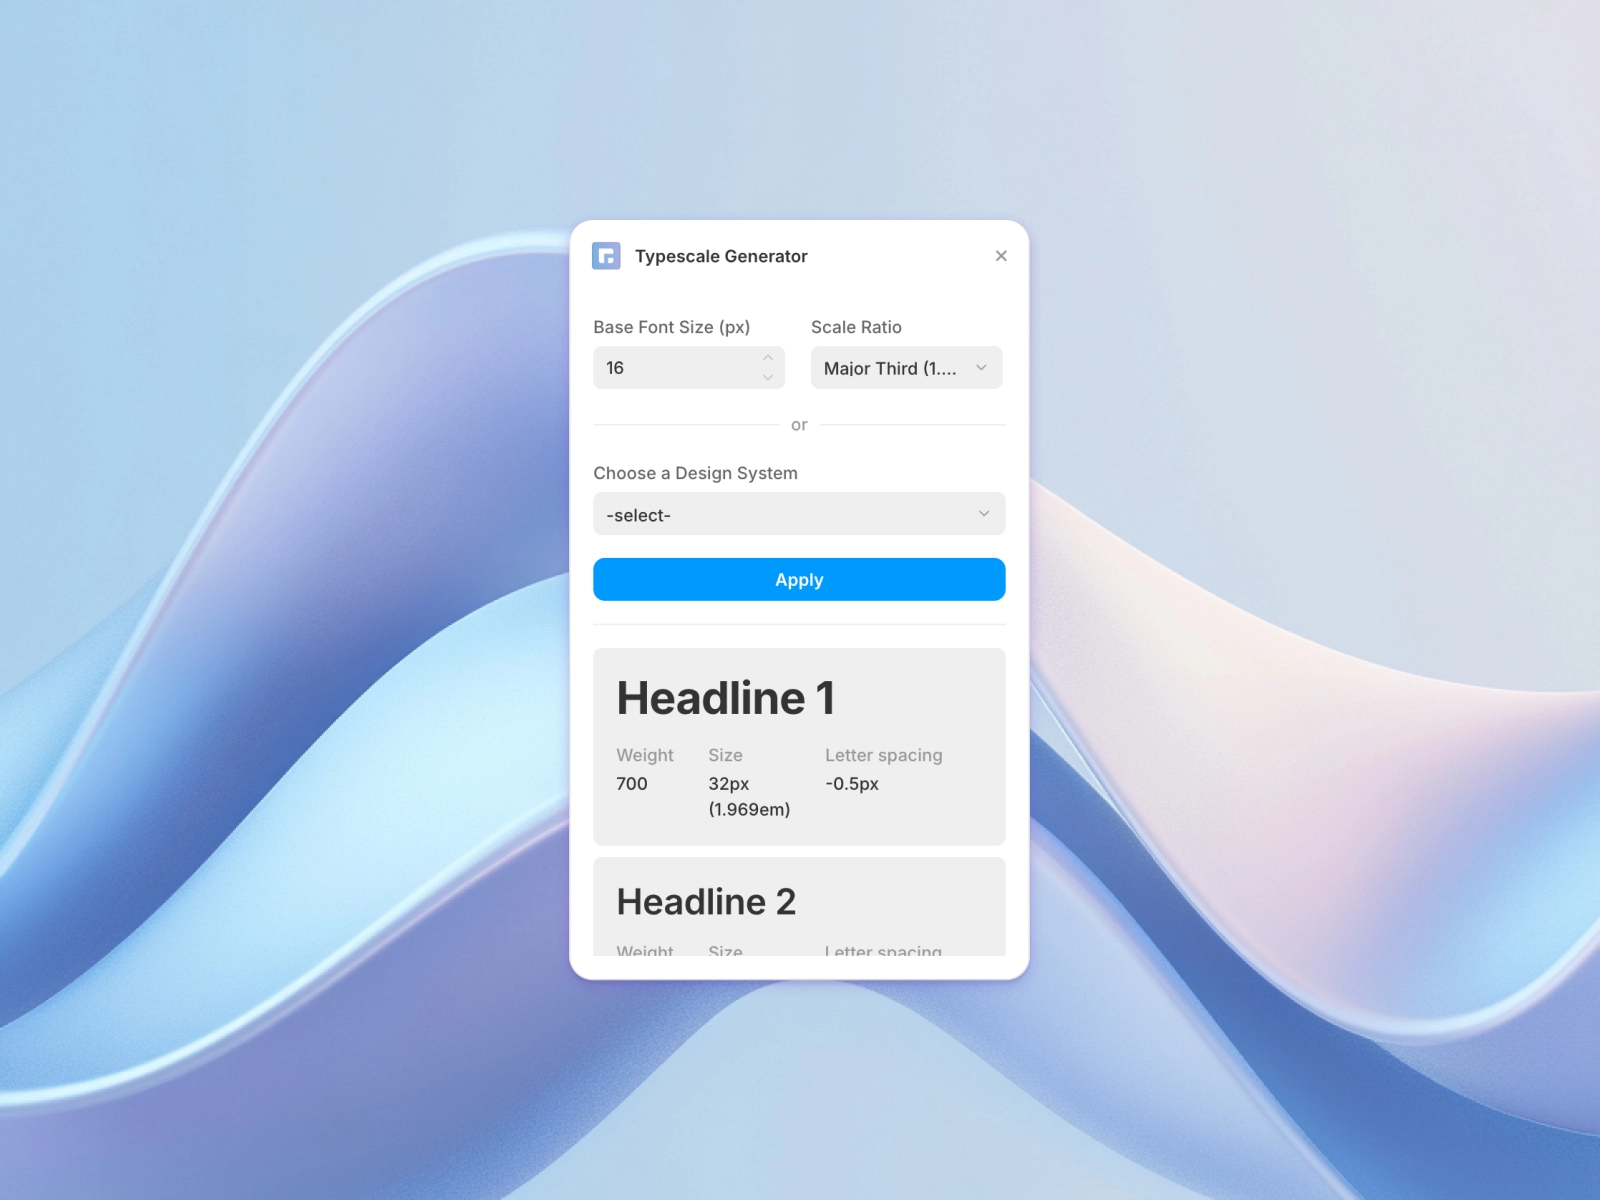 Typescale Generator
Base Font Size (px)
Scale Ratio
16
Major Third (1....
or
Choose a Design System
-select-
Apply
Headline 1
Weight
Size
Letter spacing
700
32px
-0.5px
(1.969em)
Headline 2
Weight
Size
Letter spacing